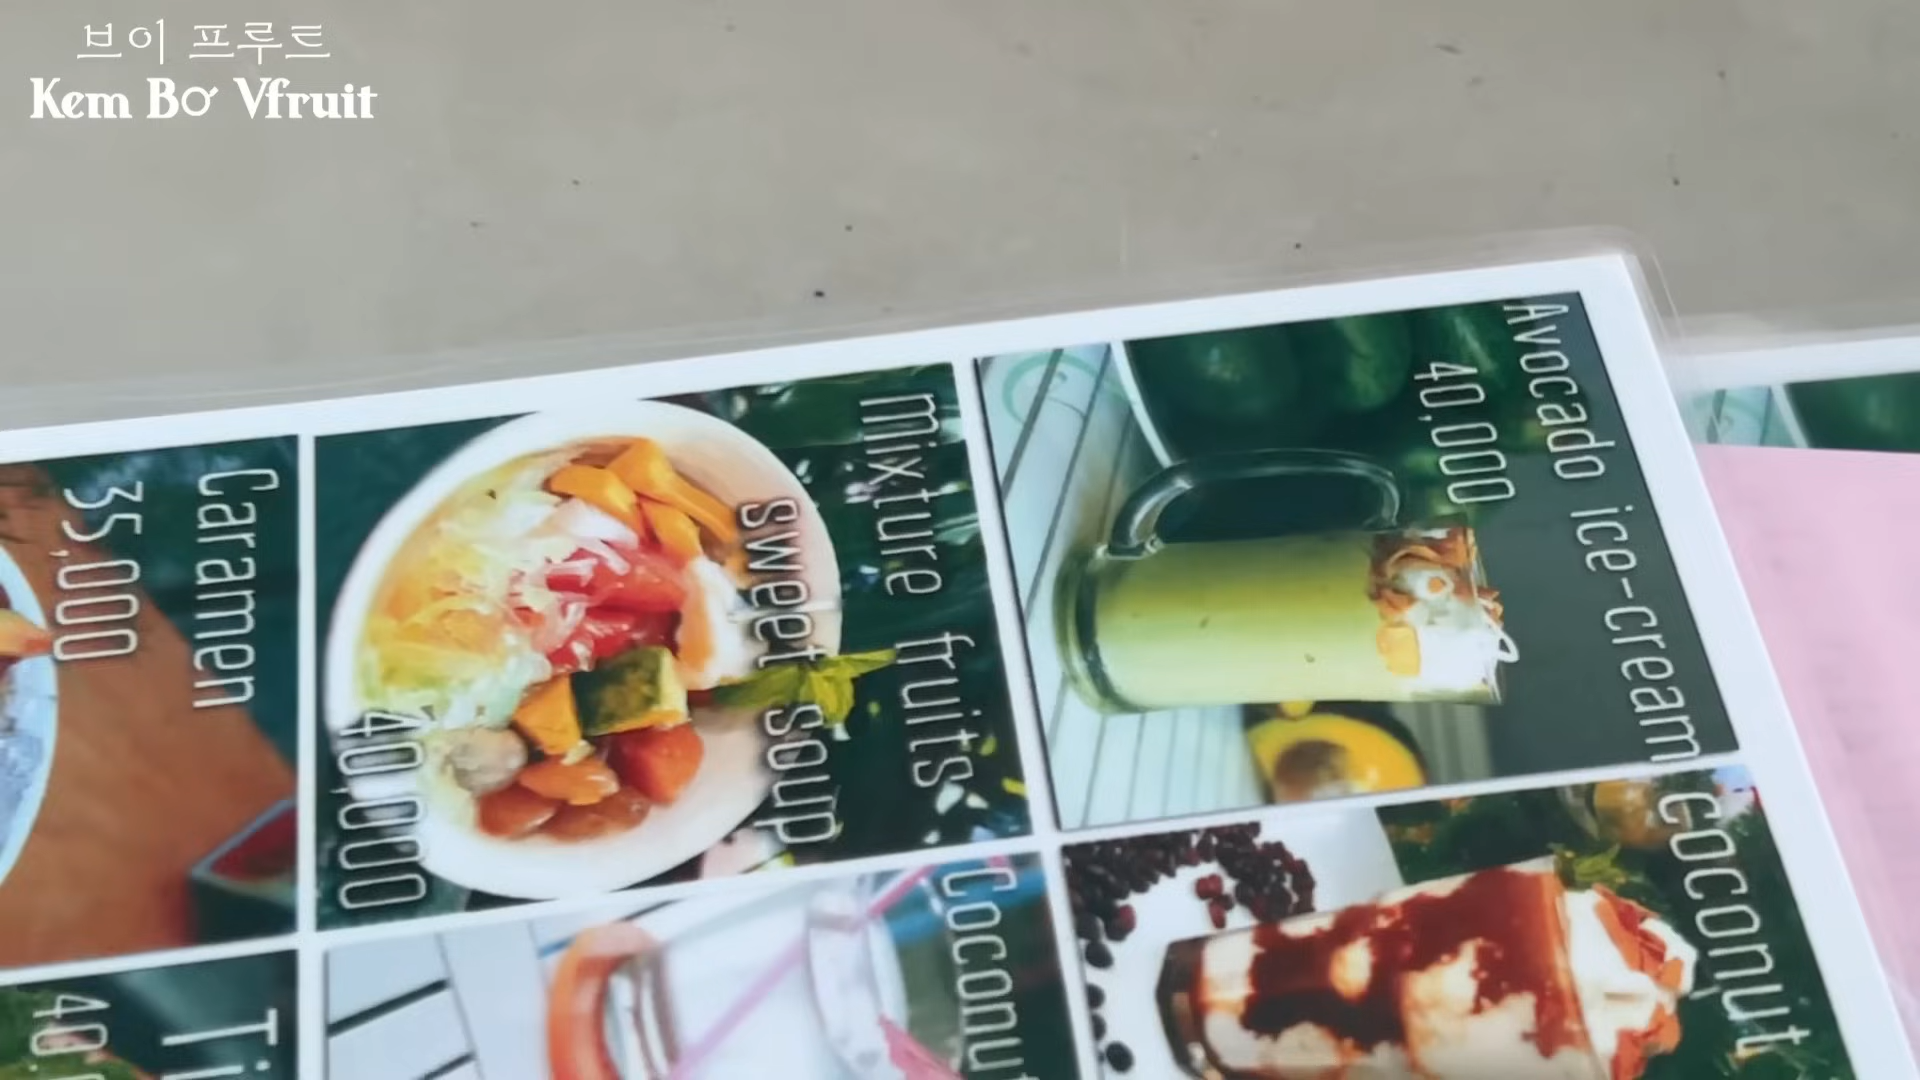 브이 프루트
Kem Bơ Vfruit
Avocado ice-cream
40,000
mixture fruits
sweet soup
40,000
Caramen
35,000
coconut
Coconut